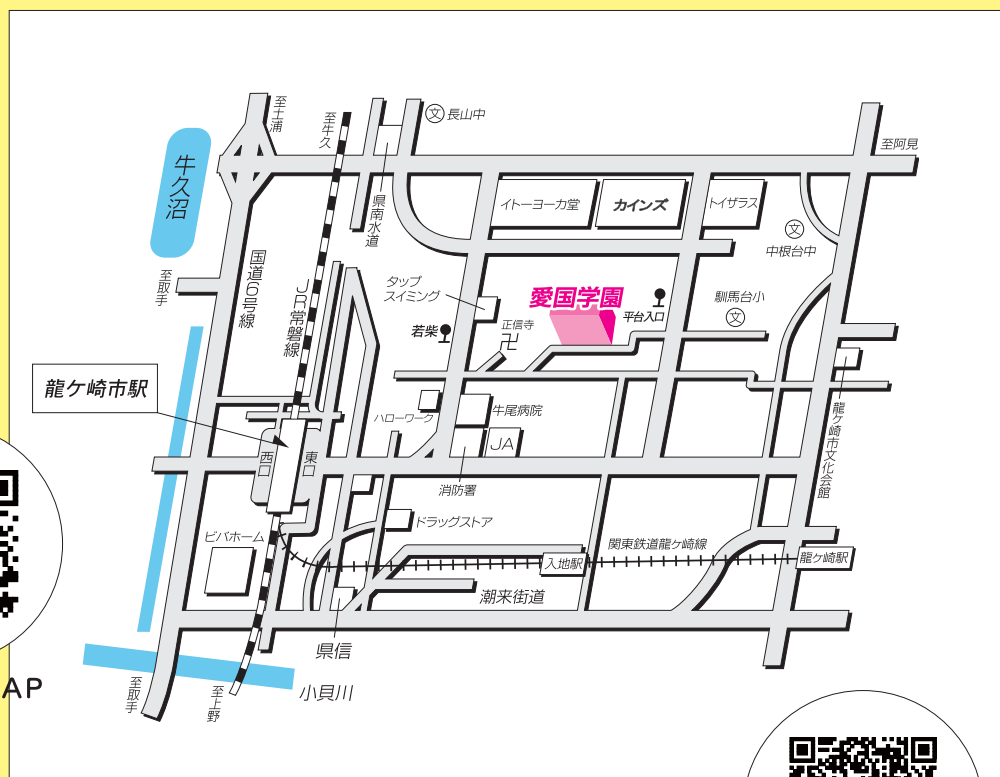 至土浦
至牛久
文 長山中
至阿見
牛久沼
県南水道
イトーヨーカ堂
カインズ
トイザラス
文
中根台中
国道6号線
至取手
JR常磐線
タップ
スイミング
愛国学園
平台入口
馴馬台小
文
若柴
正信寺
卍
龍ケ崎市駅
ハローワーク
牛尾病院
JA
龍ケ崎市文化会館
西口
東口
消防署
ドラッグストア
ビバホーム
関東鉄道龍ケ崎線
入地駅
龍ケ崎駅
潮来街道
県信
小貝川
至取手
至上野
AP